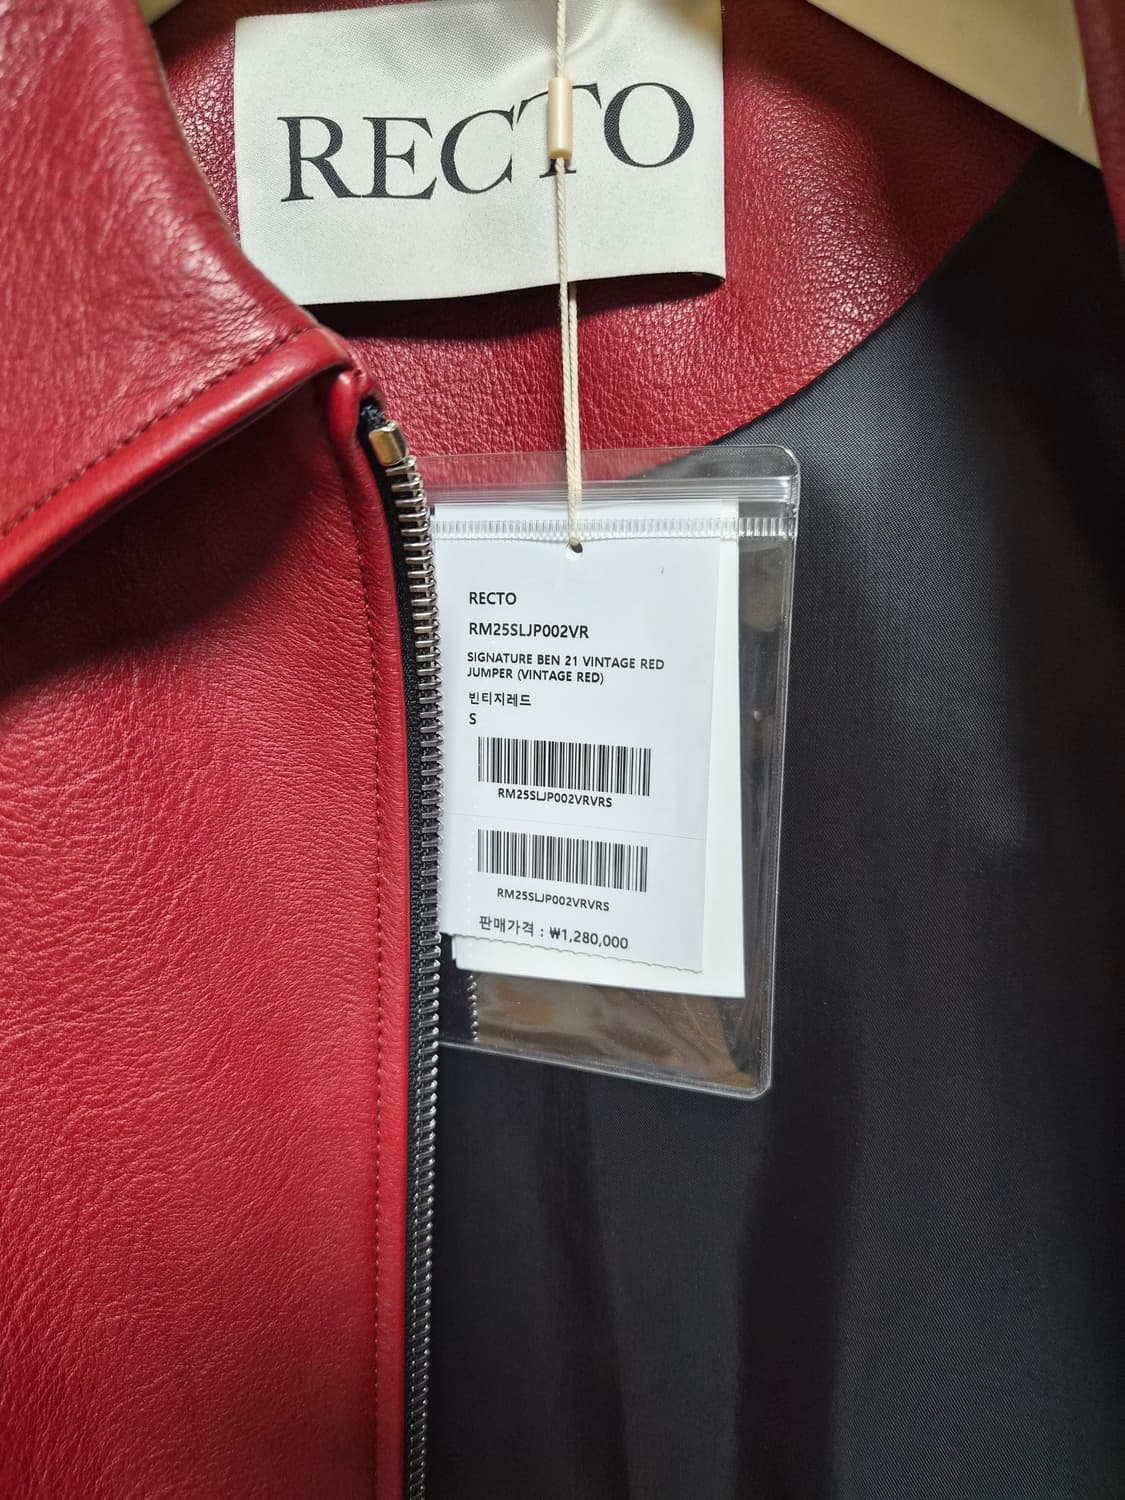 RECTO
RECTO
RM25SLJP002VR
SIGNATURE BEN 21 VINTAGE RED
JUMPER (VINTAGE RED)
빈티지레드
S
RM25SLJP002VRVRS
RM25SLJP002VRVRS
판매가격 : ₩1,280,000